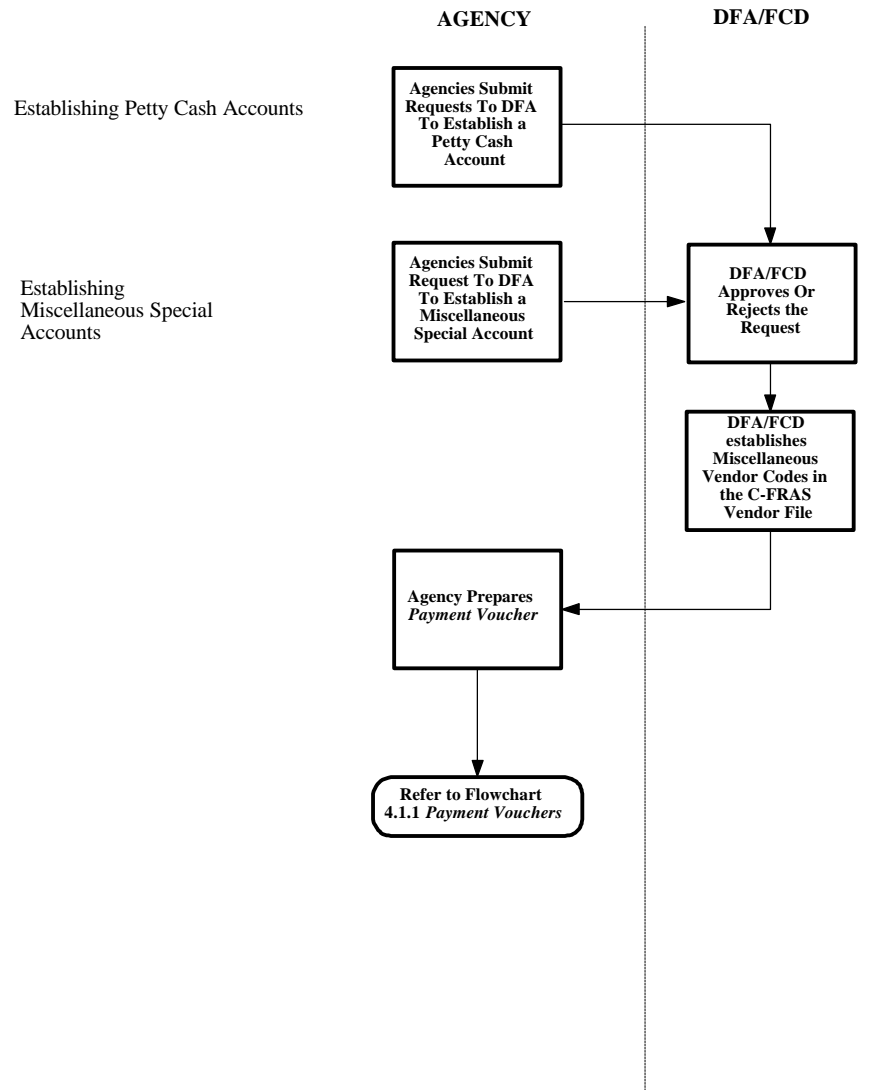 AGENCY
DFA/FCD
Establishing Petty Cash Accounts
Agencies Submit
Requests To DFA
To Establish a
Petty Cash
Account
Establishing
Miscellaneous Special
Accounts
Agencies Submit
Request To DFA
To Establish a
Miscellaneous
Special Account
DFA/FCD
Approves Or
Rejects the
Request
DFA/FCD
establishes
Miscellaneous
Vendor Codes in
the C-FRAS
Vendor File
Agency Prepares
Payment Voucher
Refer to Flowchart
4.1.1 Payment Vouchers